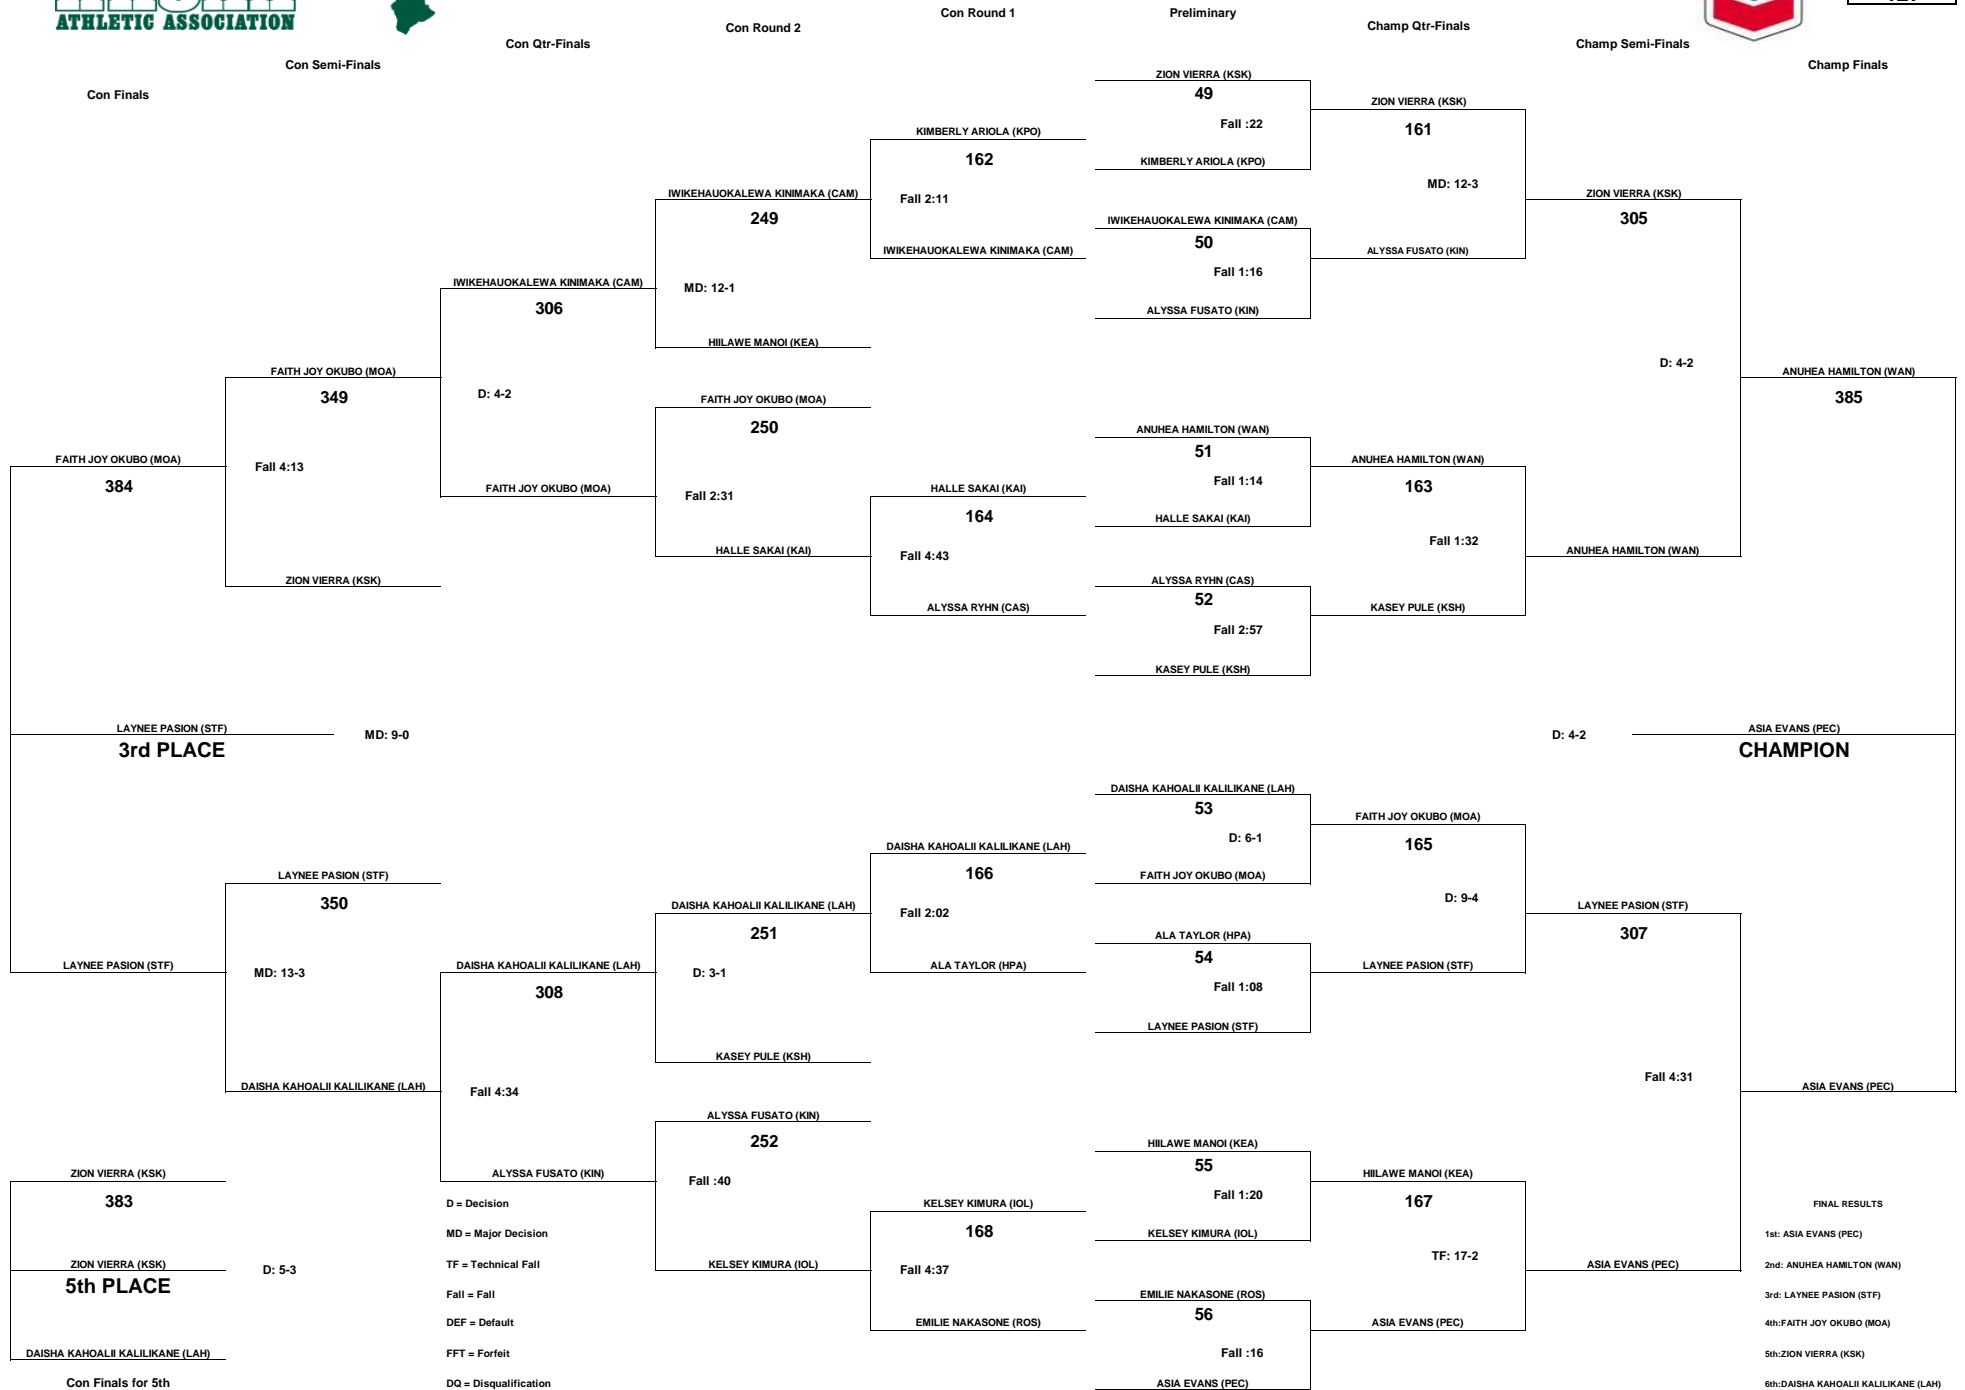 ATHLETIC ASSOCIATION
Con Finals
Con Semi-Finals
Con Qtr-Finals
Con Round 2
Con Round 1
Preliminary
Champ Qtr-Finals
Champ Semi-Finals
Champ Finals
ZION VIERRA (KSK)
49
Fall :22
KIMBERLY ARIOLA (KPO)
IWIKEHAUOKALEWA KINIMAKA (CAM)
50
Fall 1:16
ALYSSA FUSATO (KIN)
ANUHEA HAMILTON (WAN)
51
Fall 1:14
HALLE SAKAI (KAI)
ALYSSA RYHN (CAS)
52
Fall 2:57
KASEY PULE (KSH)
DAISHA KAHOALII KALILIKANE (LAH)
53
D: 6-1
FAITH JOY OKUBO (MOA)
ALA TAYLOR (HPA)
54
Fall 1:08
LAYNEE PASION (STF)
HIILAWE MANOI (KEA)
55
Fall 1:20
KELSEY KIMURA (IOL)
EMILIE NAKASONE (ROS)
56
Fall :16
ASIA EVANS (PEC)
ZION VIERRA (KSK)
161
MD: 12-3
ALYSSA FUSATO (KIN)
ANUHEA HAMILTON (WAN)
163
Fall 1:32
KASEY PULE (KSH)
FAITH JOY OKUBO (MOA)
165
D: 9-4
LAYNEE PASION (STF)
HIILAWE MANOI (KEA)
167
TF: 17-2
ASIA EVANS (PEC)
ZION VIERRA (KSK)
305
D: 4-2
ANUHEA HAMILTON (WAN)
LAYNEE PASION (STF)
307
Fall 4:31
ASIA EVANS (PEC)
ANUHEA HAMILTON (WAN)
385
D: 4-2
ASIA EVANS (PEC)
CHAMPION
ASIA EVANS (PEC)
KIMBERLY ARIOLA (KPO)
162
Fall 2:11
IWIKEHAUOKALEWA KINIMAKA (CAM)
HALLE SAKAI (KAI)
164
Fall 4:43
ALYSSA RYHN (CAS)
DAISHA KAHOALII KALILIKANE (LAH)
166
Fall 2:02
ALA TAYLOR (HPA)
KELSEY KIMURA (IOL)
168
Fall 4:37
EMILIE NAKASONE (ROS)
IWIKEHAUOKALEWA KINIMAKA (CAM)
249
MD: 12-1
HIILAWE MANOI (KEA)
FAITH JOY OKUBO (MOA)
250
Fall 2:31
HALLE SAKAI (KAI)
DAISHA KAHOALII KALILIKANE (LAH)
251
D: 3-1
KASEY PULE (KSH)
ALYSSA FUSATO (KIN)
252
Fall :40
KELSEY KIMURA (IOL)
IWIKEHAUOKALEWA KINIMAKA (CAM)
306
D: 4-2
FAITH JOY OKUBO (MOA)
DAISHA KAHOALII KALILIKANE (LAH)
308
Fall 4:34
ALYSSA FUSATO (KIN)
FAITH JOY OKUBO (MOA)
349
Fall 4:13
ZION VIERRA (KSK)
LAYNEE PASION (STF)
350
MD: 13-3
DAISHA KAHOALII KALILIKANE (LAH)
FAITH JOY OKUBO (MOA)
384
LAYNEE PASION (STF)
3rd PLACE
MD: 9-0
LAYNEE PASION (STF)
ZION VIERRA (KSK)
383
ZION VIERRA (KSK)
5th PLACE
D: 5-3
DAISHA KAHOALII KALILIKANE (LAH)
Con Finals for 5th
D = Decision
MD = Major Decision
TF = Technical Fall
Fall = Fall
DEF = Default
FFT = Forfeit
DQ = Disqualification
FINAL RESULTS
1st: ASIA EVANS (PEC)
2nd: ANUHEA HAMILTON (WAN)
3rd: LAYNEE PASION (STF)
4th:FAITH JOY OKUBO (MOA)
5th:ZION VIERRA (KSK)
6th:DAISHA KAHOALII KALILIKANE (LAH)